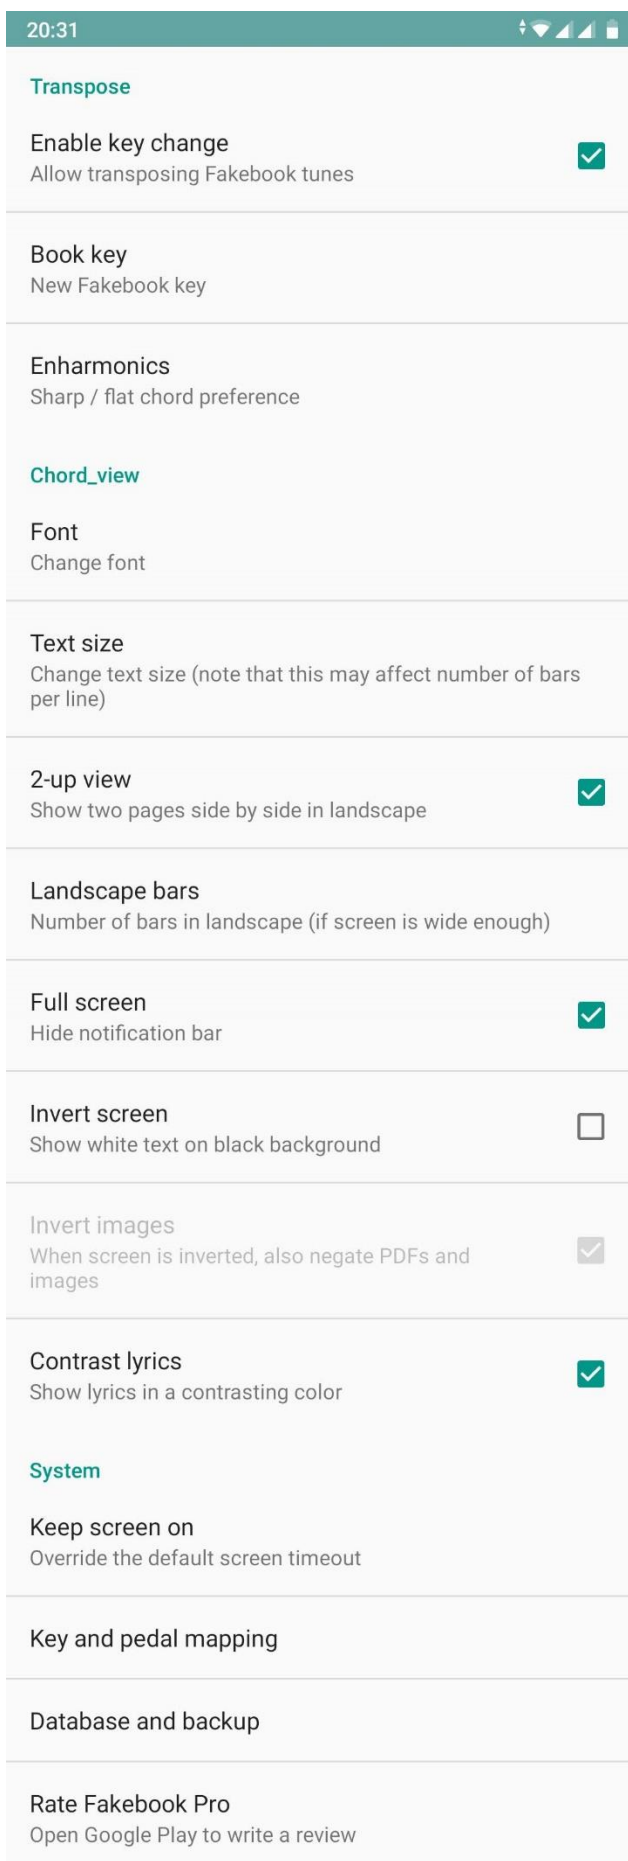 20:31
Transpose
Enable key change
Allow transposing Fakebook tunes
Book key
New Fakebook key
Enharmonics
Sharp / flat chord preference
Chord_view
Font
Change font
Text size
Change text size (note that this may affect number of bars
per line)
2-up view
Show two pages side by side in landscape
Landscape bars
Number of bars in landscape (if screen is wide enough)
Full screen
Hide notification bar
Invert screen
Show white text on black background
Invert images
When screen is inverted, also negate PDFs and
images
Contrast lyrics
Show lyrics in a contrasting color
System
Keep screen on
Override the default screen timeout
Key and pedal mapping
Database and backup
Rate Fakebook Pro
Open Google Play to write a review